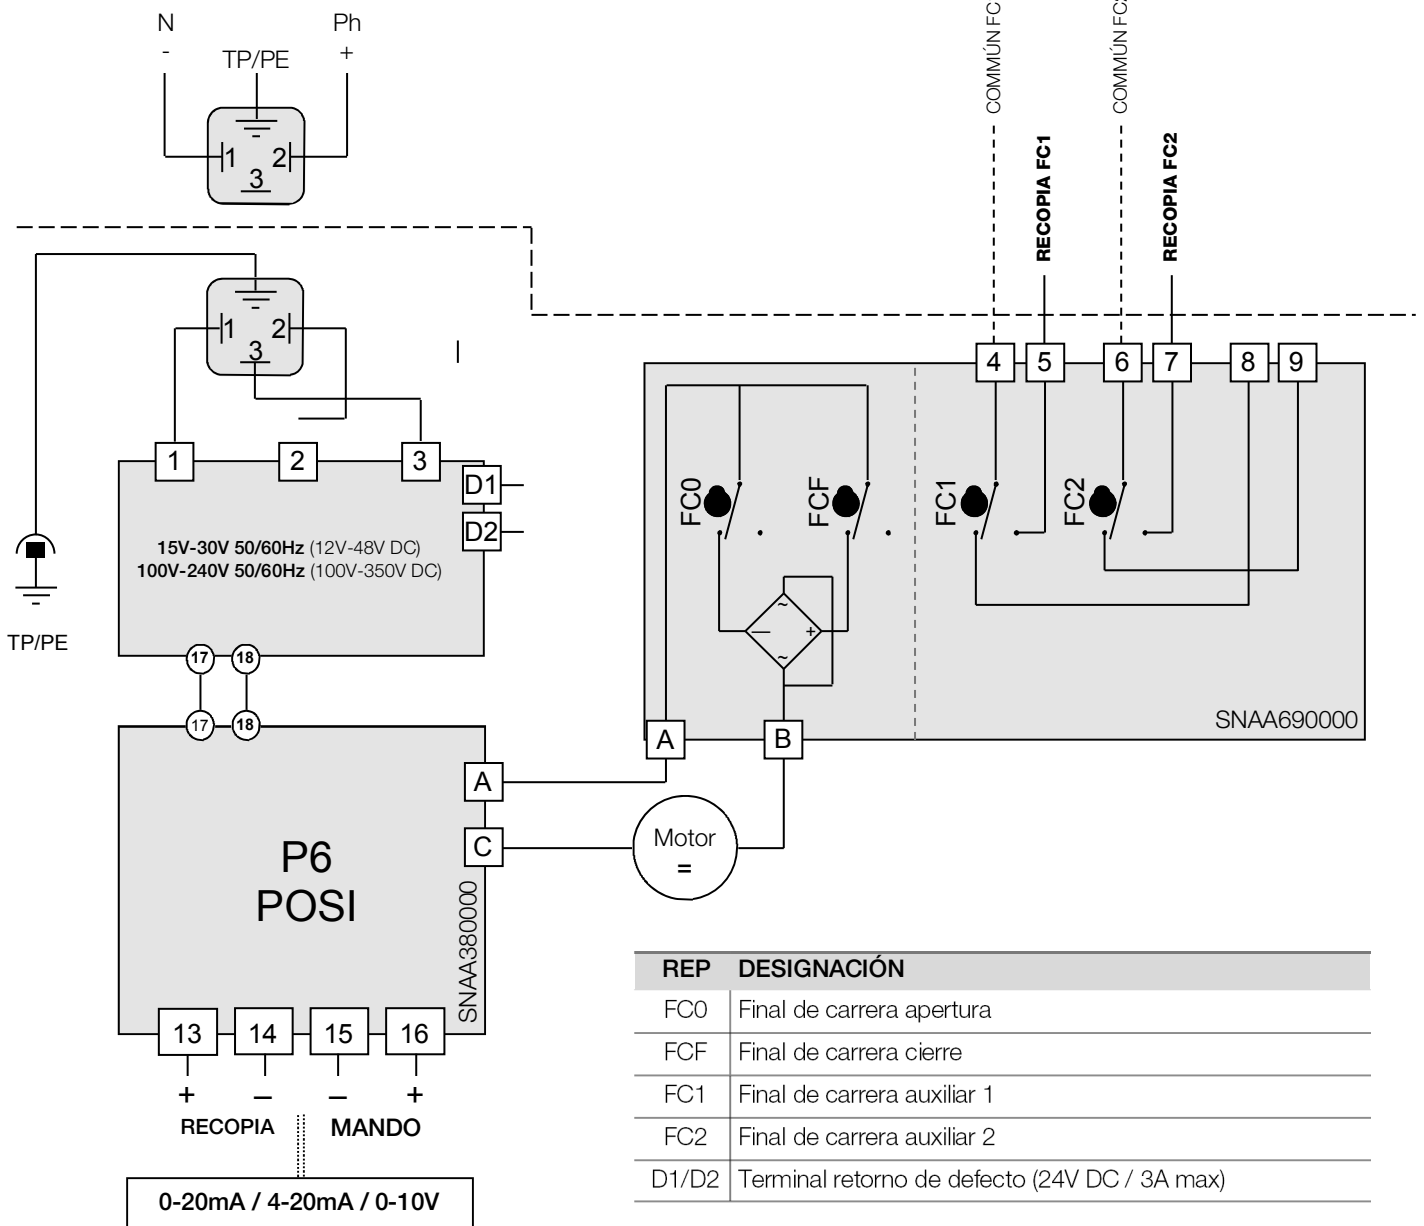 N
Ph
-
TP/PE
+
1
2
3
COMMÚN FC
RECOPIA FC1
COMMÚN FC2
RECOPIA FC2
1
2
3
4
5
6
7
8
9
1
2
3
D1
D2
15V-30V 50/60Hz (12V-48V DC)
100V-240V 50/60Hz (100V-350V DC)
TP/PE
FC0
FCF
FC1
FC2
~
— +
~
SNAA690000
A
B
17
18
17
18
A
C
Motor
=
P6
POSI
SNAA380000
13
14
15
16
+
–
–
+
RECOPIA
MANDO
0-20mA / 4-20mA / 0-10V
REP DESIGNACIÓN
FC0 Final de carrera apertura
FCF Final de carrera cierre
FC1 Final de carrera auxiliar 1
FC2 Final de carrera auxiliar 2
D1/D2 Terminal retorno de defecto (24V DC / 3A max)